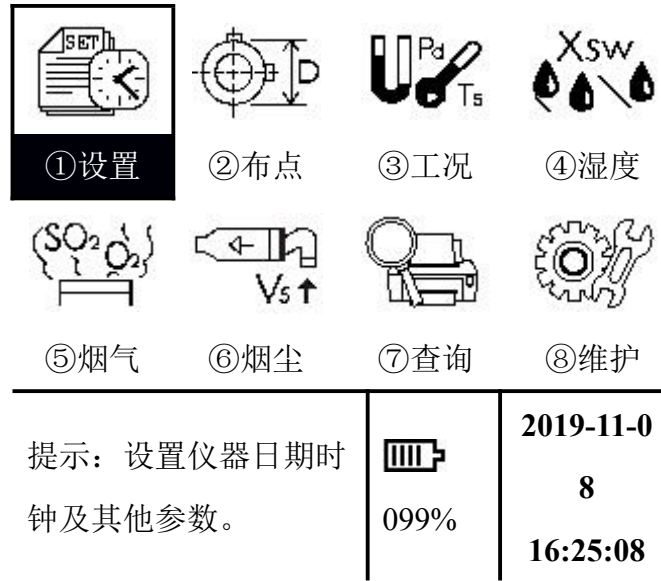 SET
D
Pd
Ts
Xsw
①设置
②布点
③工况
④湿度
SO₂ O₂
Vs↑
⑤烟气
⑥烟尘
⑦查询
⑧维护
提示：设置仪器日期时
钟及其他参数。
099%
2019-11-0
8
16:25:08